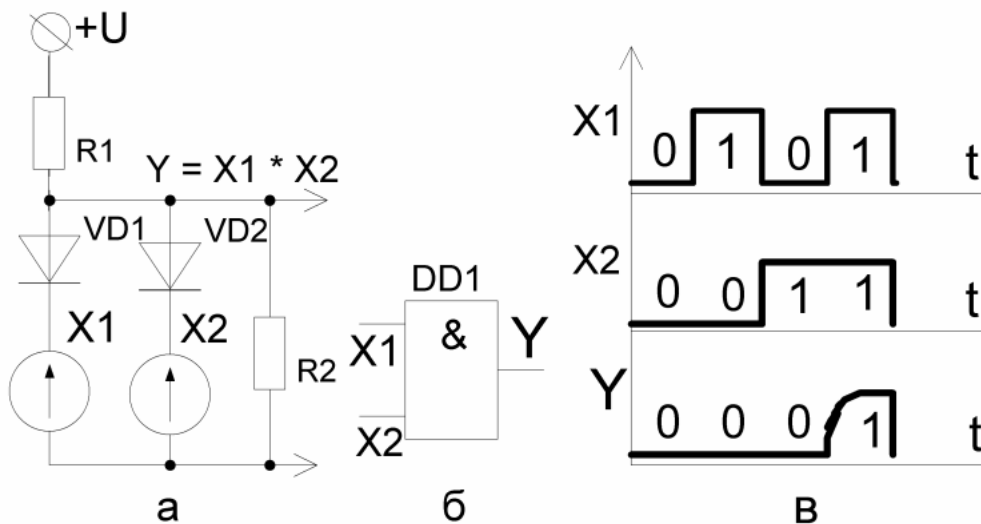 +U
R1
Y = X1 * X2
VD1
VD2
X1
X2
R2
а
DD1
&
X1
X2
Y
б
X1
0 1 0 1 t
X2
0 0 1 1 t
Y
0 0 0 1 t
в